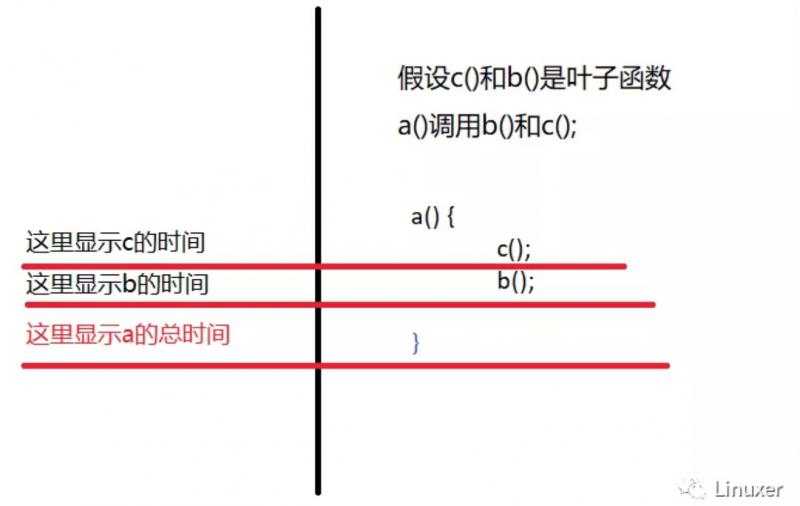 假设c()和b()是叶子函数
a()调用b()和c();
a() {
这里显示c的时间
c();
这里显示b的时间
b();
这里显示a的总时间
}
Linuxer